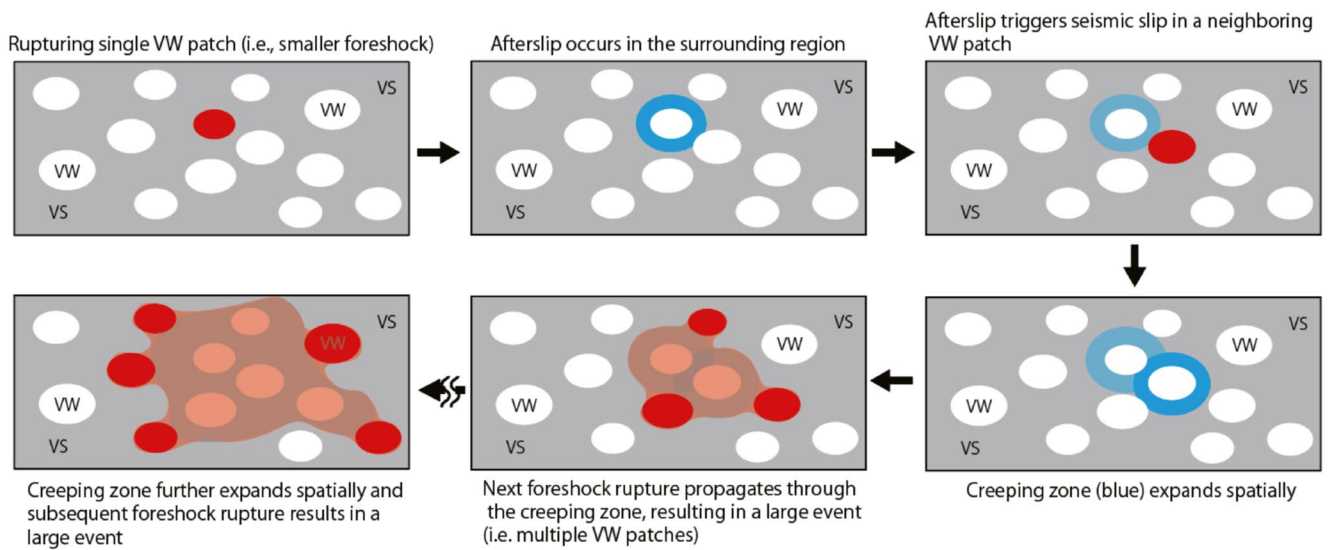 Rupturing single VW patch (i.e., smaller foreshock)
VS
VW
VW
VS
Afterslip occurs in the surrounding region
VS
VW
VW
VS
Afterslip triggers seismic slip in a neighboring
VW patch
VS
VW
VW
VS
VS
VW
VW
VS
Creeping zone (blue) expands spatially
VS
VW
VW
VS
Next foreshock rupture propagates through
the creeping zone, resulting in a large event
(i.e. multiple VW patches)
VS
VW
VW
VS
Creeping zone further expands spatially and
subsequent foreshock rupture results in a
large event